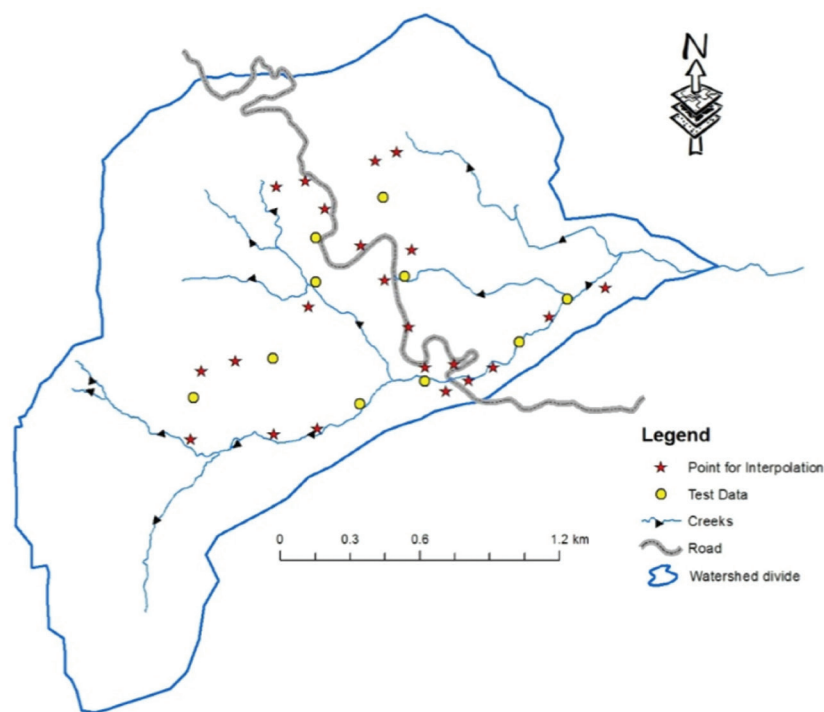 N
Legend
Point for Interpolation
Test Data
Creeks
Road
Watershed divide
0 0.3 0.6 1.2 km